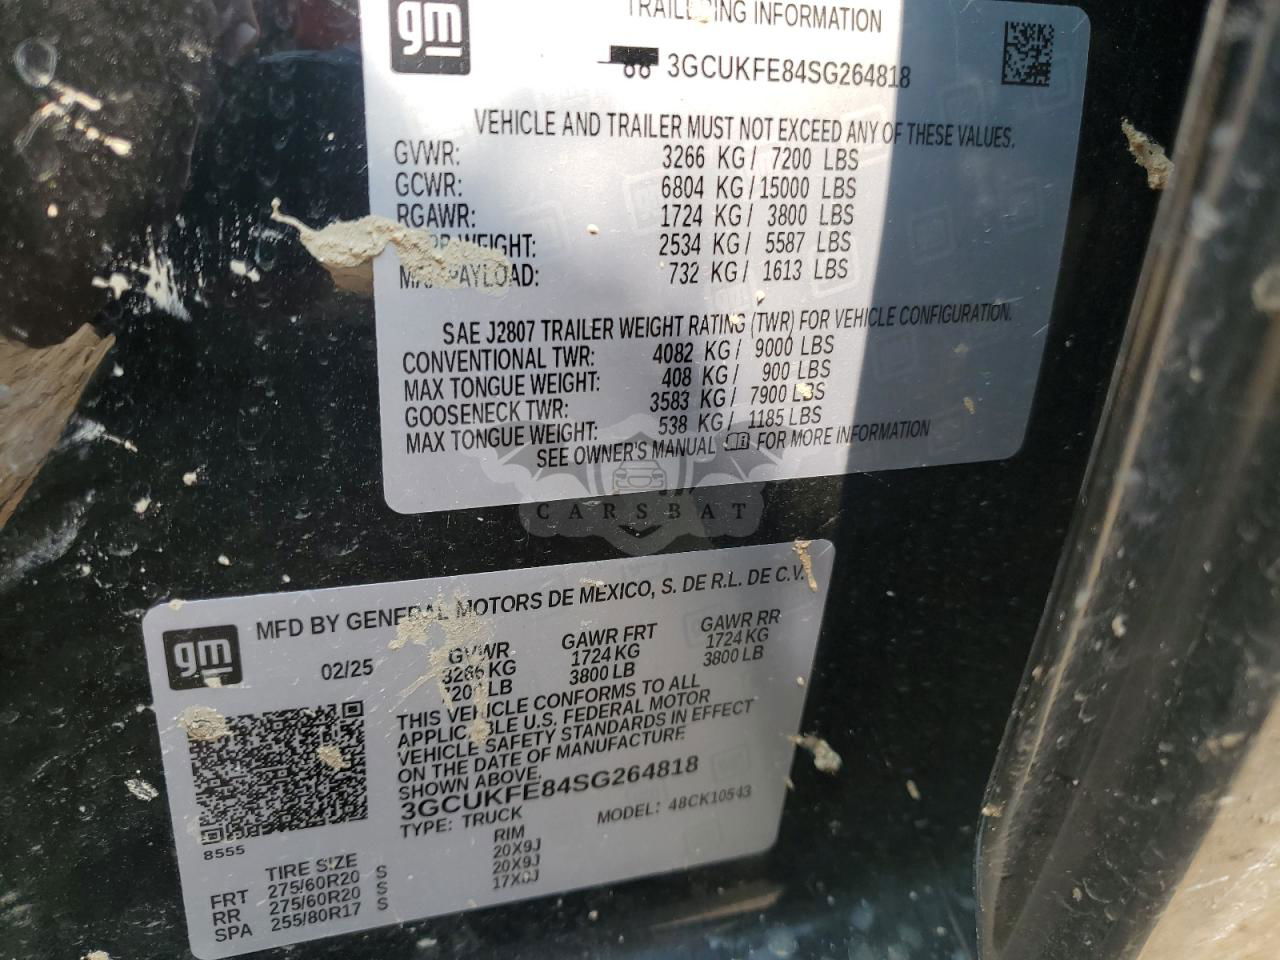 gm
TRAILERING INFORMATION
3GCUKFE84SG264818
VEHICLE AND TRAILER MUST NOT EXCEED ANY OF THESE VALUES.
GVWR: 3266 KG / 7200 LBS
GCWR: 6804 KG / 15000 LBS
RGAWR: 1724 KG / 3800 LBS
WEIGHT: 2534 KG / 5587 LBS
MAX PAYLOAD: 732 KG / 1613 LBS
SAE J2807 TRAILER WEIGHT RATING (TWR) FOR VEHICLE CONFIGURATION.
CONVENTIONAL TWR: 4082 KG / 9000 LBS
MAX TONGUE WEIGHT: 408 KG / 900 LBS
GOOSENECK TWR: 3583 KG / 7900 LBS
MAX TONGUE WEIGHT: 538 KG / 1185 LBS
SEE OWNER'S MANUAL FOR MORE INFORMATION
CARSBAT
gm
MFD BY GENERAL MOTORS DE MEXICO, S. DE R.L. DE C.V.
02/25 GVWR GAWR FRT GAWR RR
3266 KG 1724 KG 1724 KG
7200 LB 3800 LB 3800 LB
THIS VEHICLE CONFORMS TO ALL
APPLICABLE U.S. FEDERAL MOTOR
VEHICLE SAFETY STANDARDS IN EFFECT
ON THE DATE OF MANUFACTURE
SHOWN ABOVE.
3GCUKFE84SG264818
TYPE: TRUCK MODEL: 48CK10543
8555
TIRE SIZE RIM
FRT 275/60R20 S 20X9J
RR 275/60R20 S 20X9J
SPA 255/80R17 S